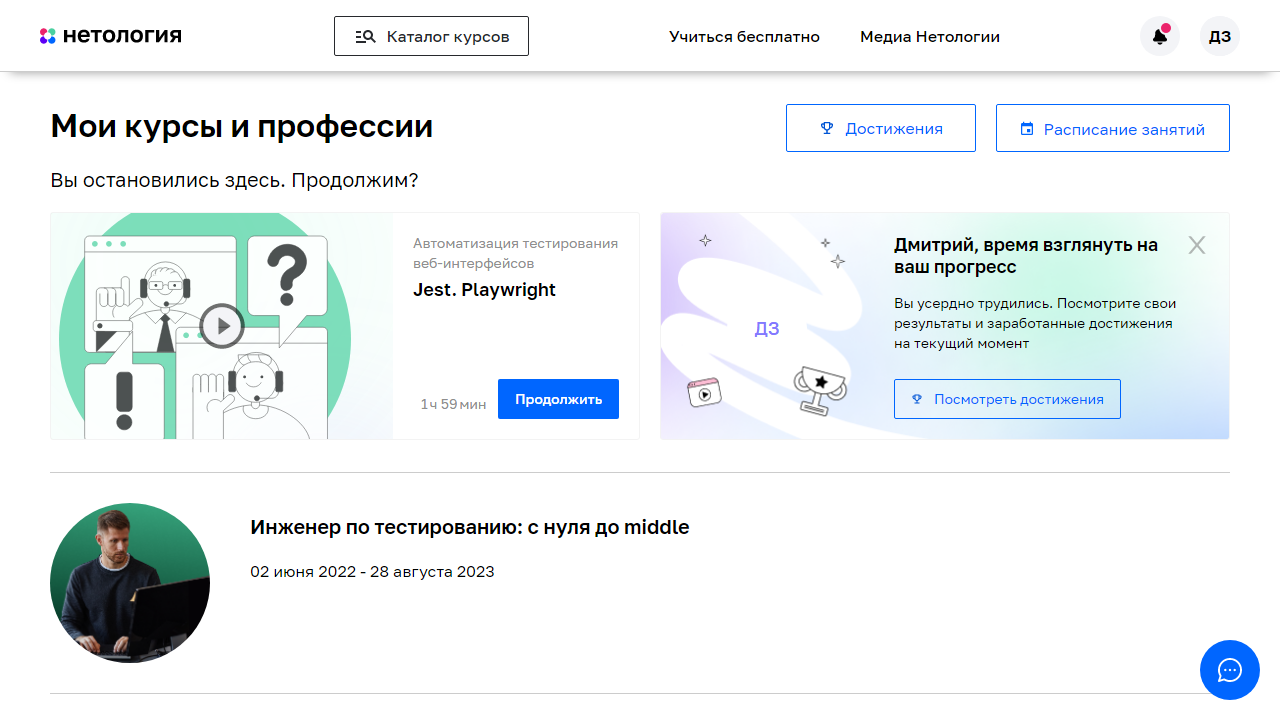 нетология
Каталог курсов
Учиться бесплатно
Медиа Нетологии
ДЗ
Мои курсы и профессии
Достижения
Расписание занятий
Вы остановились здесь. Продолжим?
Автоматизация тестирования
веб-интерфейсов
Jest. Playwright
1 ч 59 мин
Продолжить
ДЗ
Дмитрий, время взглянуть на
ваш прогресс
Вы усердно трудились. Посмотрите свои
результаты и заработанные достижения
на текущий момент
Посмотреть достижения
Инженер по тестированию: с нуля до middle
02 июня 2022 - 28 августа 2023